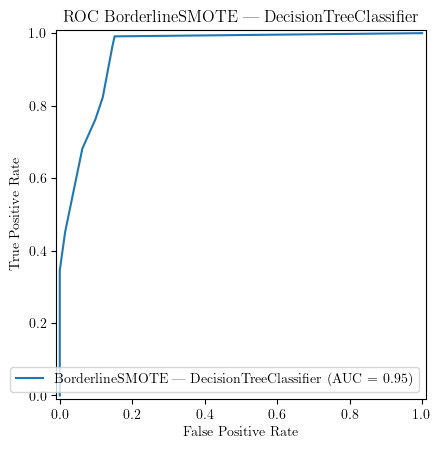 ROC BorderlineSMOTE — DecisionTreeClassifier
1.0
0.8
0.6
0.4
0.2
0.0
True Positive Rate
BorderlineSMOTE — DecisionTreeClassifier (AUC = 0.95)
0.0 0.2 0.4 0.6 0.8 1.0
False Positive Rate